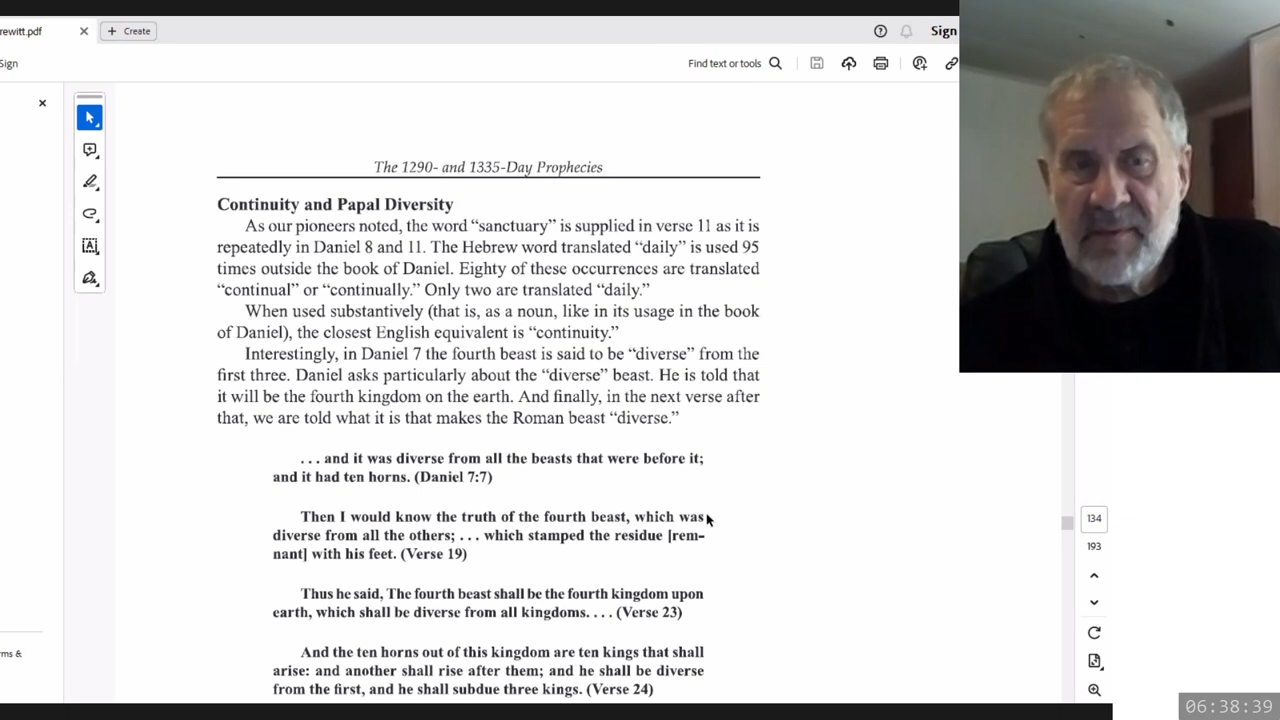 rewitt.pdf
Create
Sign
Sign
Find text or tools
The 1290- and 1335-Day Prophecies
Continuity and Papal Diversity
As our pioneers noted, the word “sanctuary” is supplied in verse 11 as it is
repeatedly in Daniel 8 and 11. The Hebrew word translated “daily” is used 95
times outside the book of Daniel. Eighty of these occurrences are translated
“continual” or “continually.” Only two are translated “daily.”
When used substantively (that is, as a noun, like in its usage in the book
of Daniel), the closest English equivalent is “continuity.”
Interestingly, in Daniel 7 the fourth beast is said to be “diverse” from the
first three. Daniel asks particularly about the “diverse” beast. He is told that
it will be the fourth kingdom on the earth. And finally, in the next verse after
that, we are told what it is that makes the Roman beast “diverse.”
. . . and it was diverse from all the beasts that were before it;
and it had ten horns. (Daniel 7:7)
Then I would know the truth of the fourth beast, which was
diverse from all the others; . . . which stamped the residue [rem-
nant] with his feet. (Verse 19)
Thus he said, The fourth beast shall be the fourth kingdom upon
earth, which shall be diverse from all kingdoms. . . . (Verse 23)
And the ten horns out of this kingdom are ten kings that shall
arise: and another shall rise after them; and he shall be diverse
from the first, and he shall subdue three kings. (Verse 24)
134
193
rms &
06:38:39